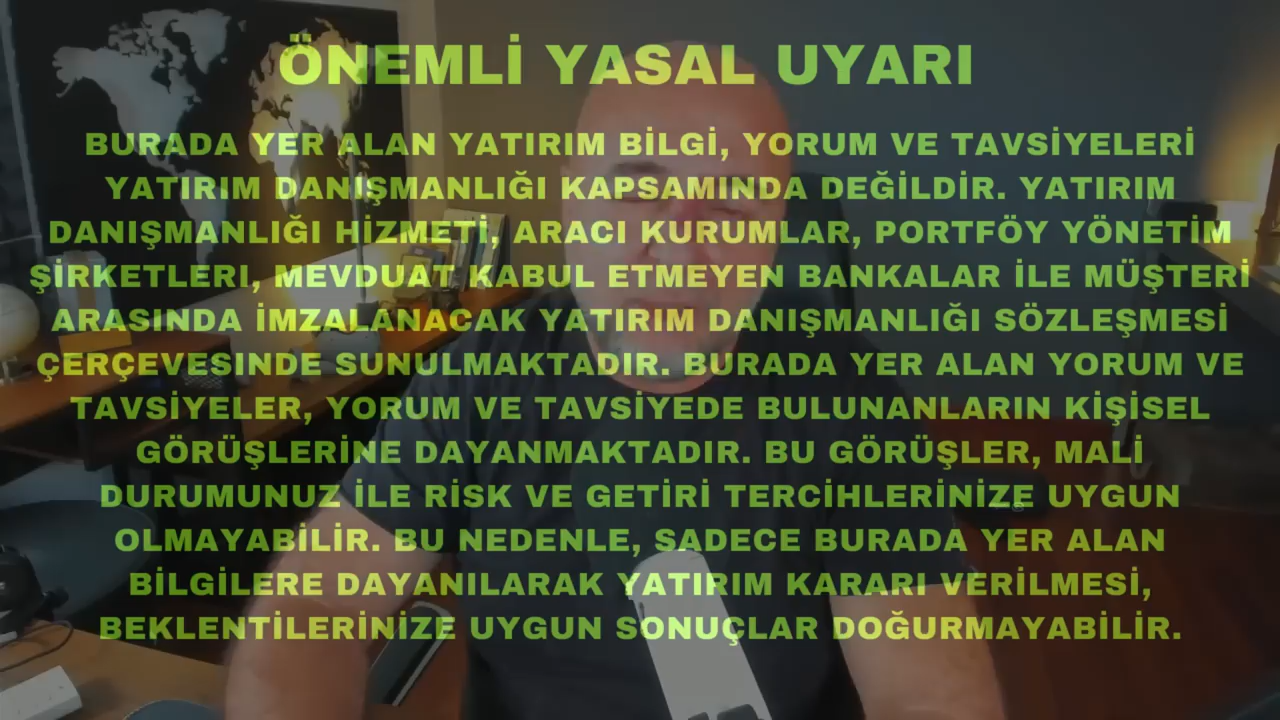 ÖNEMLİ YASAL UYARI
BURADA YER ALAN YATIRIM BİLGİ, YORUM VE TAVSİYELERİ
YATIRIM DANIŞMANLIĞI KAPSAMINDA DEĞİLDİR. YATIRIM
DANIŞMANLIĞI HİZMETİ, ARACI KURUMLAR, PORTFÖY YÖNETİM
ŞİRKETLERI, MEVDUAT KABUL ETMEYEN BANKALAR İLE MÜŞTERİ
ARASINDA İMZALANACAK YATIRIM DANIŞMANLIĞI SÖZLEŞMESİ
ÇERÇEVESINDE SUNULMAKTADIR. BURADA YER ALAN YORUM VE
TAVSİYELER, YORUM VE TAVSİYEDE BULUNANLARIN KİŞİSEL
GÖRÜŞLERİNE DAYANMAKTADIR. BU GÖRÜŞLER, MALİ
DURUMUNUZ İLE RİSK VE GETİRİ TERCİHLERİNİZE UYGUN
OLMAYABİLİR. BU NEDENLE, SADECE BURADA YER ALAN
BİLGİLERE DAYANILARAK YATIRIM KARARI VERİLMESİ,
BEKLENTİLERİNİZE UYGUN SONUÇLAR DOĞURMAYABİLİR.